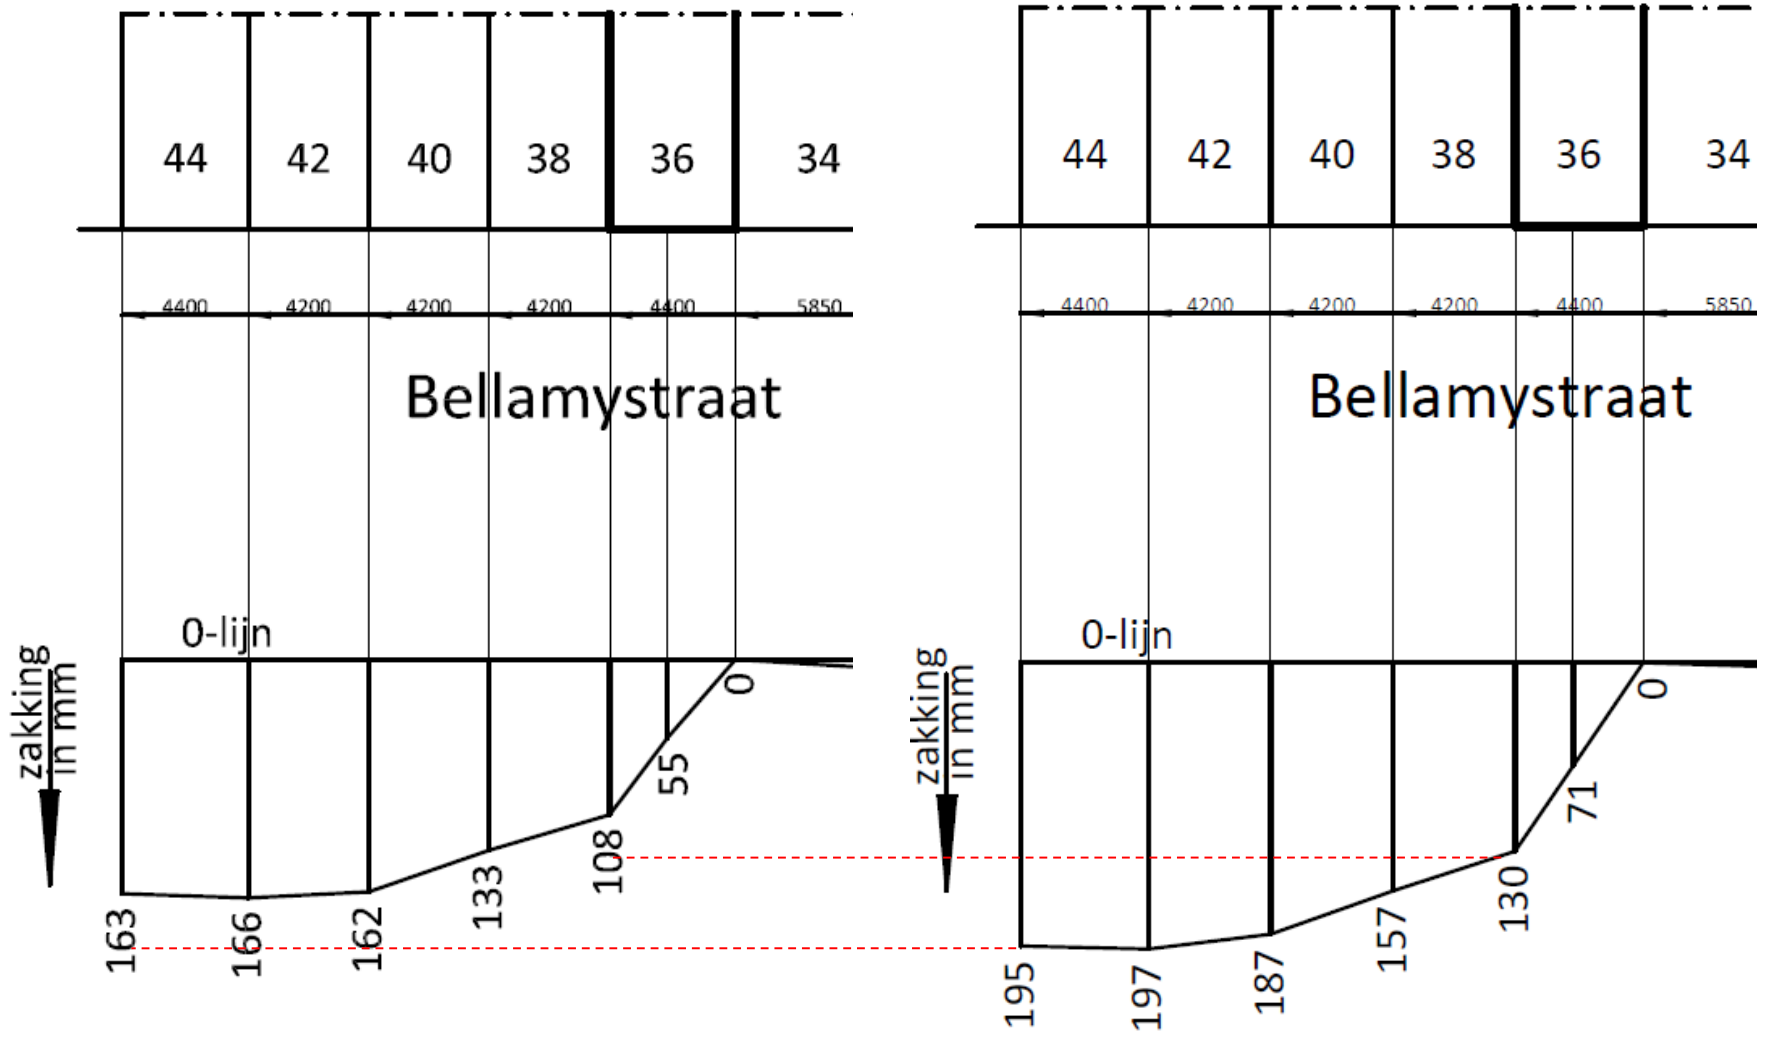 44 42 40 38 36 34
4400 4200 4200 4200 4400 5850
Bellamystraat
0-lijn
zakking
in mm
163 166 162 133 108 55 0
44 42 40 38 36 34
4400 4200 4200 4200 4400 5850
Bellamystraat
0-lijn
zakking
in mm
195 197 187 157 130 71 0